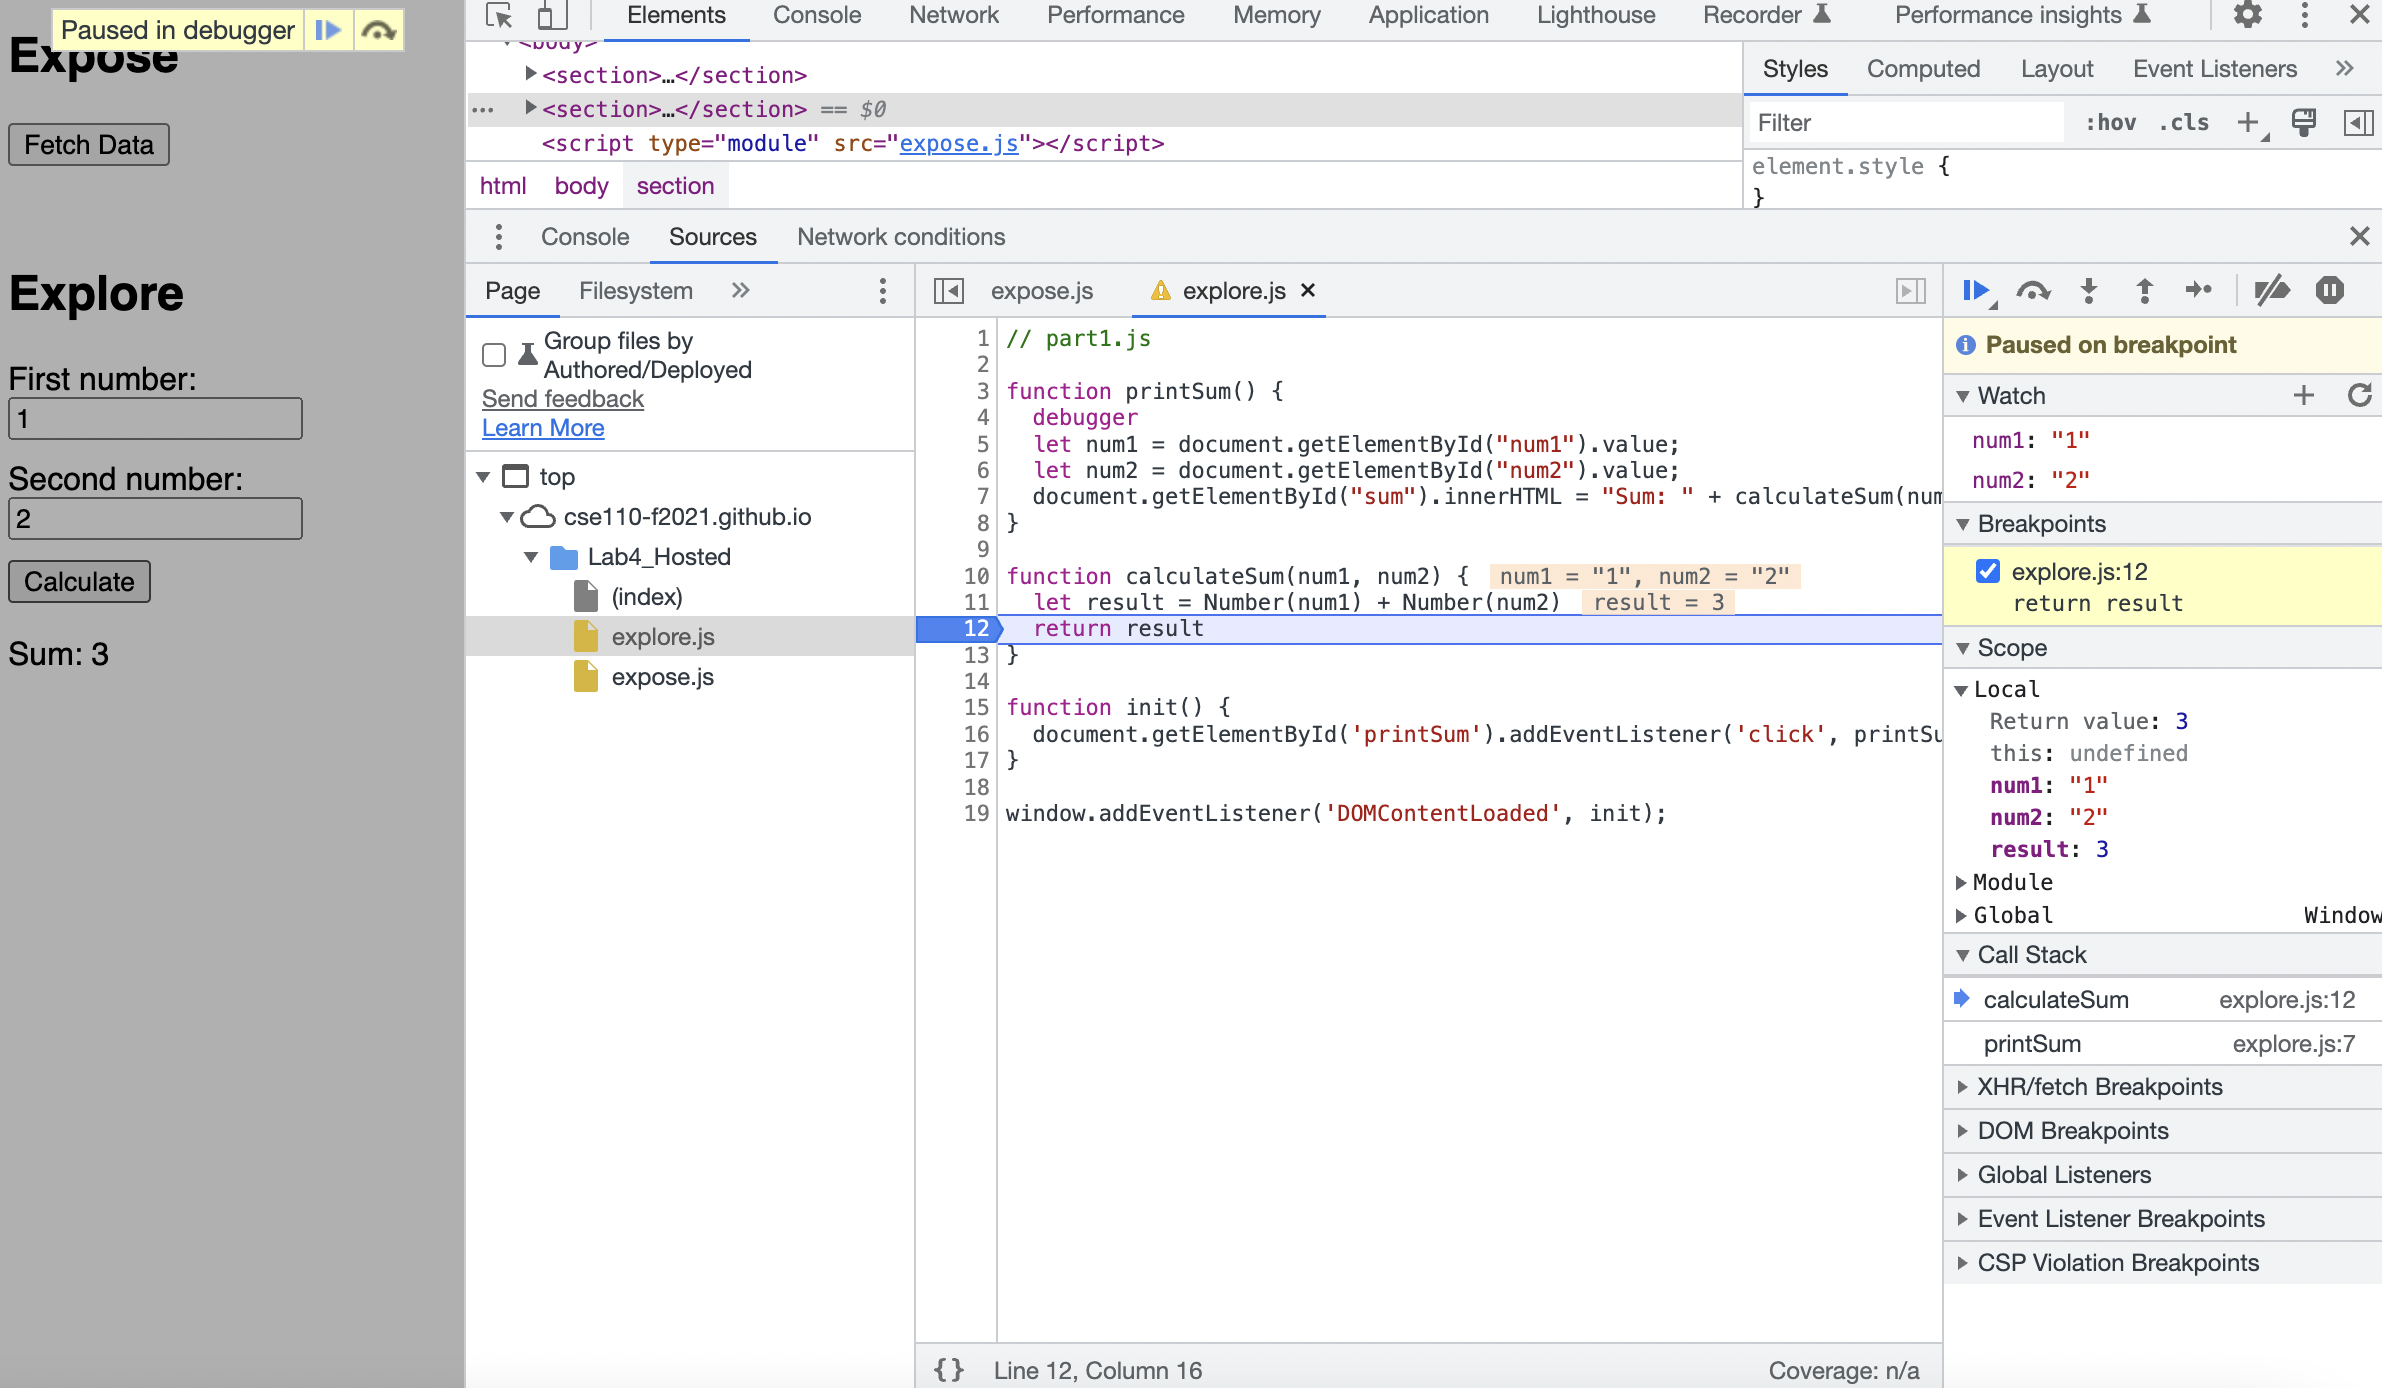 Paused in debugger
Expose
Fetch Data
Explore
First number:
1
Second number:
2
Calculate
Sum: 3
Elements Console Network Performance Memory Application Lighthouse Recorder Performance insights
<body>
<section>…</section>
<section>…</section> == $0
<script type="module" src="expose.js"></script>
html body section
Styles Computed Layout Event Listeners
Filter :hov .cls
element.style {
}
Console Sources Network conditions
Page Filesystem
Group files by
Authored/Deployed
Send feedback
Learn More
top
cse110-f2021.github.io
Lab4_Hosted
(index)
explore.js
expose.js
expose.js explore.js
1 // part1.js
2
3 function printSum() {
4 debugger
5 let num1 = document.getElementById("num1").value;
6 let num2 = document.getElementById("num2").value;
7 document.getElementById("sum").innerHTML = "Sum: " + calculateSum(num
8 }
9
10 function calculateSum(num1, num2) { num1 = "1", num2 = "2"
11 let result = Number(num1) + Number(num2) result = 3
12 return result
13 }
14
15 function init() {
16 document.getElementById('printSum').addEventListener('click', printSu
17 }
18
19 window.addEventListener('DOMContentLoaded', init);
{} Line 12, Column 16 Coverage: n/a
Paused on breakpoint
Watch
num1: "1"
num2: "2"
Breakpoints
explore.js:12
return result
Scope
Local
Return value: 3
this: undefined
num1: "1"
num2: "2"
result: 3
Module
Global Window
Call Stack
calculateSum explore.js:12
printSum explore.js:7
XHR/fetch Breakpoints
DOM Breakpoints
Global Listeners
Event Listener Breakpoints
CSP Violation Breakpoints